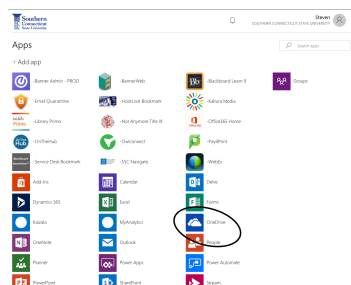 Southern
Connecticut
State University
Steven
SOUTHERN CONNECTICUT STATE UNIVERSITY
Apps
Search apps
+ Add app
-Banner Admin - PROD
-BannerWeb
-Blackboard Learn 9
Groups
-Email Quarantine
-HootLoot Bookmark
-Kaltura Media
-Library Primo
-Not Anymore Title IX
-Office365 Home
-OnTheHub
-OwlConnect
-PaydPrint
-Service Desk Bookmark
-SSC Navigate
-WebEx
Add-Ins
Calendar
Delve
Dynamics 365
Excel
Forms
Kaizala
MyAnalytics
OneDrive
OneNote
Outlook
People
Planner
Power Apps
Power Automate
PowerPoint
SharePoint
Stream